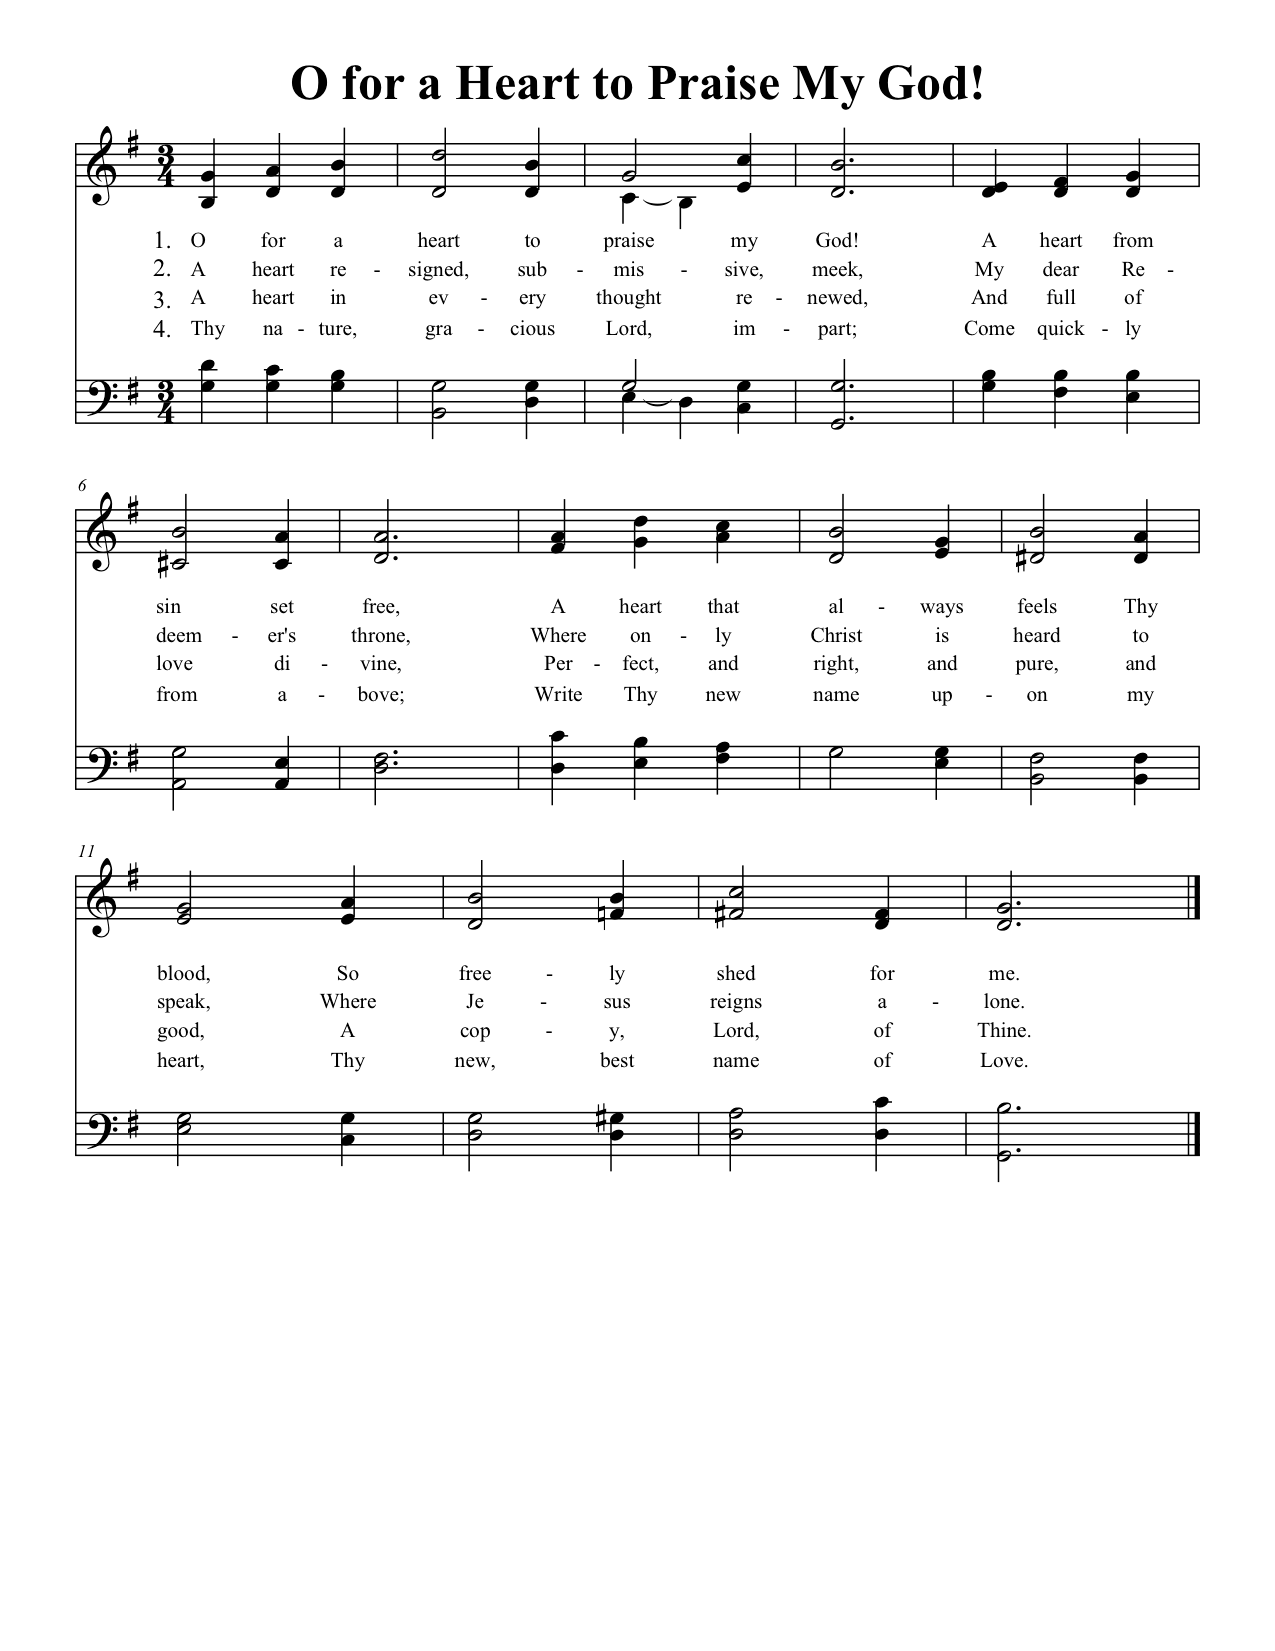 O for a Heart to Praise My God!
3 4
1. O for a heart to praise my God! A heart from
2. A heart re - signed, sub - mis - sive, meek, My dear Re -
3. A heart in ev - ery thought re - newed, And full of
4. Thy na - ture, gra - cious Lord, im - part; Come quick - ly
3 4
6
sin set free, A heart that al - ways feels Thy
deem - er's throne, Where on - ly Christ is heard to
love di - vine, Per - fect, and right, and pure, and
from a - bove; Write Thy new name up - on my
11
blood, So free - ly shed for me.
speak, Where Je - sus reigns a - lone.
good, A cop - y, Lord, of Thine.
heart, Thy new, best name of Love.